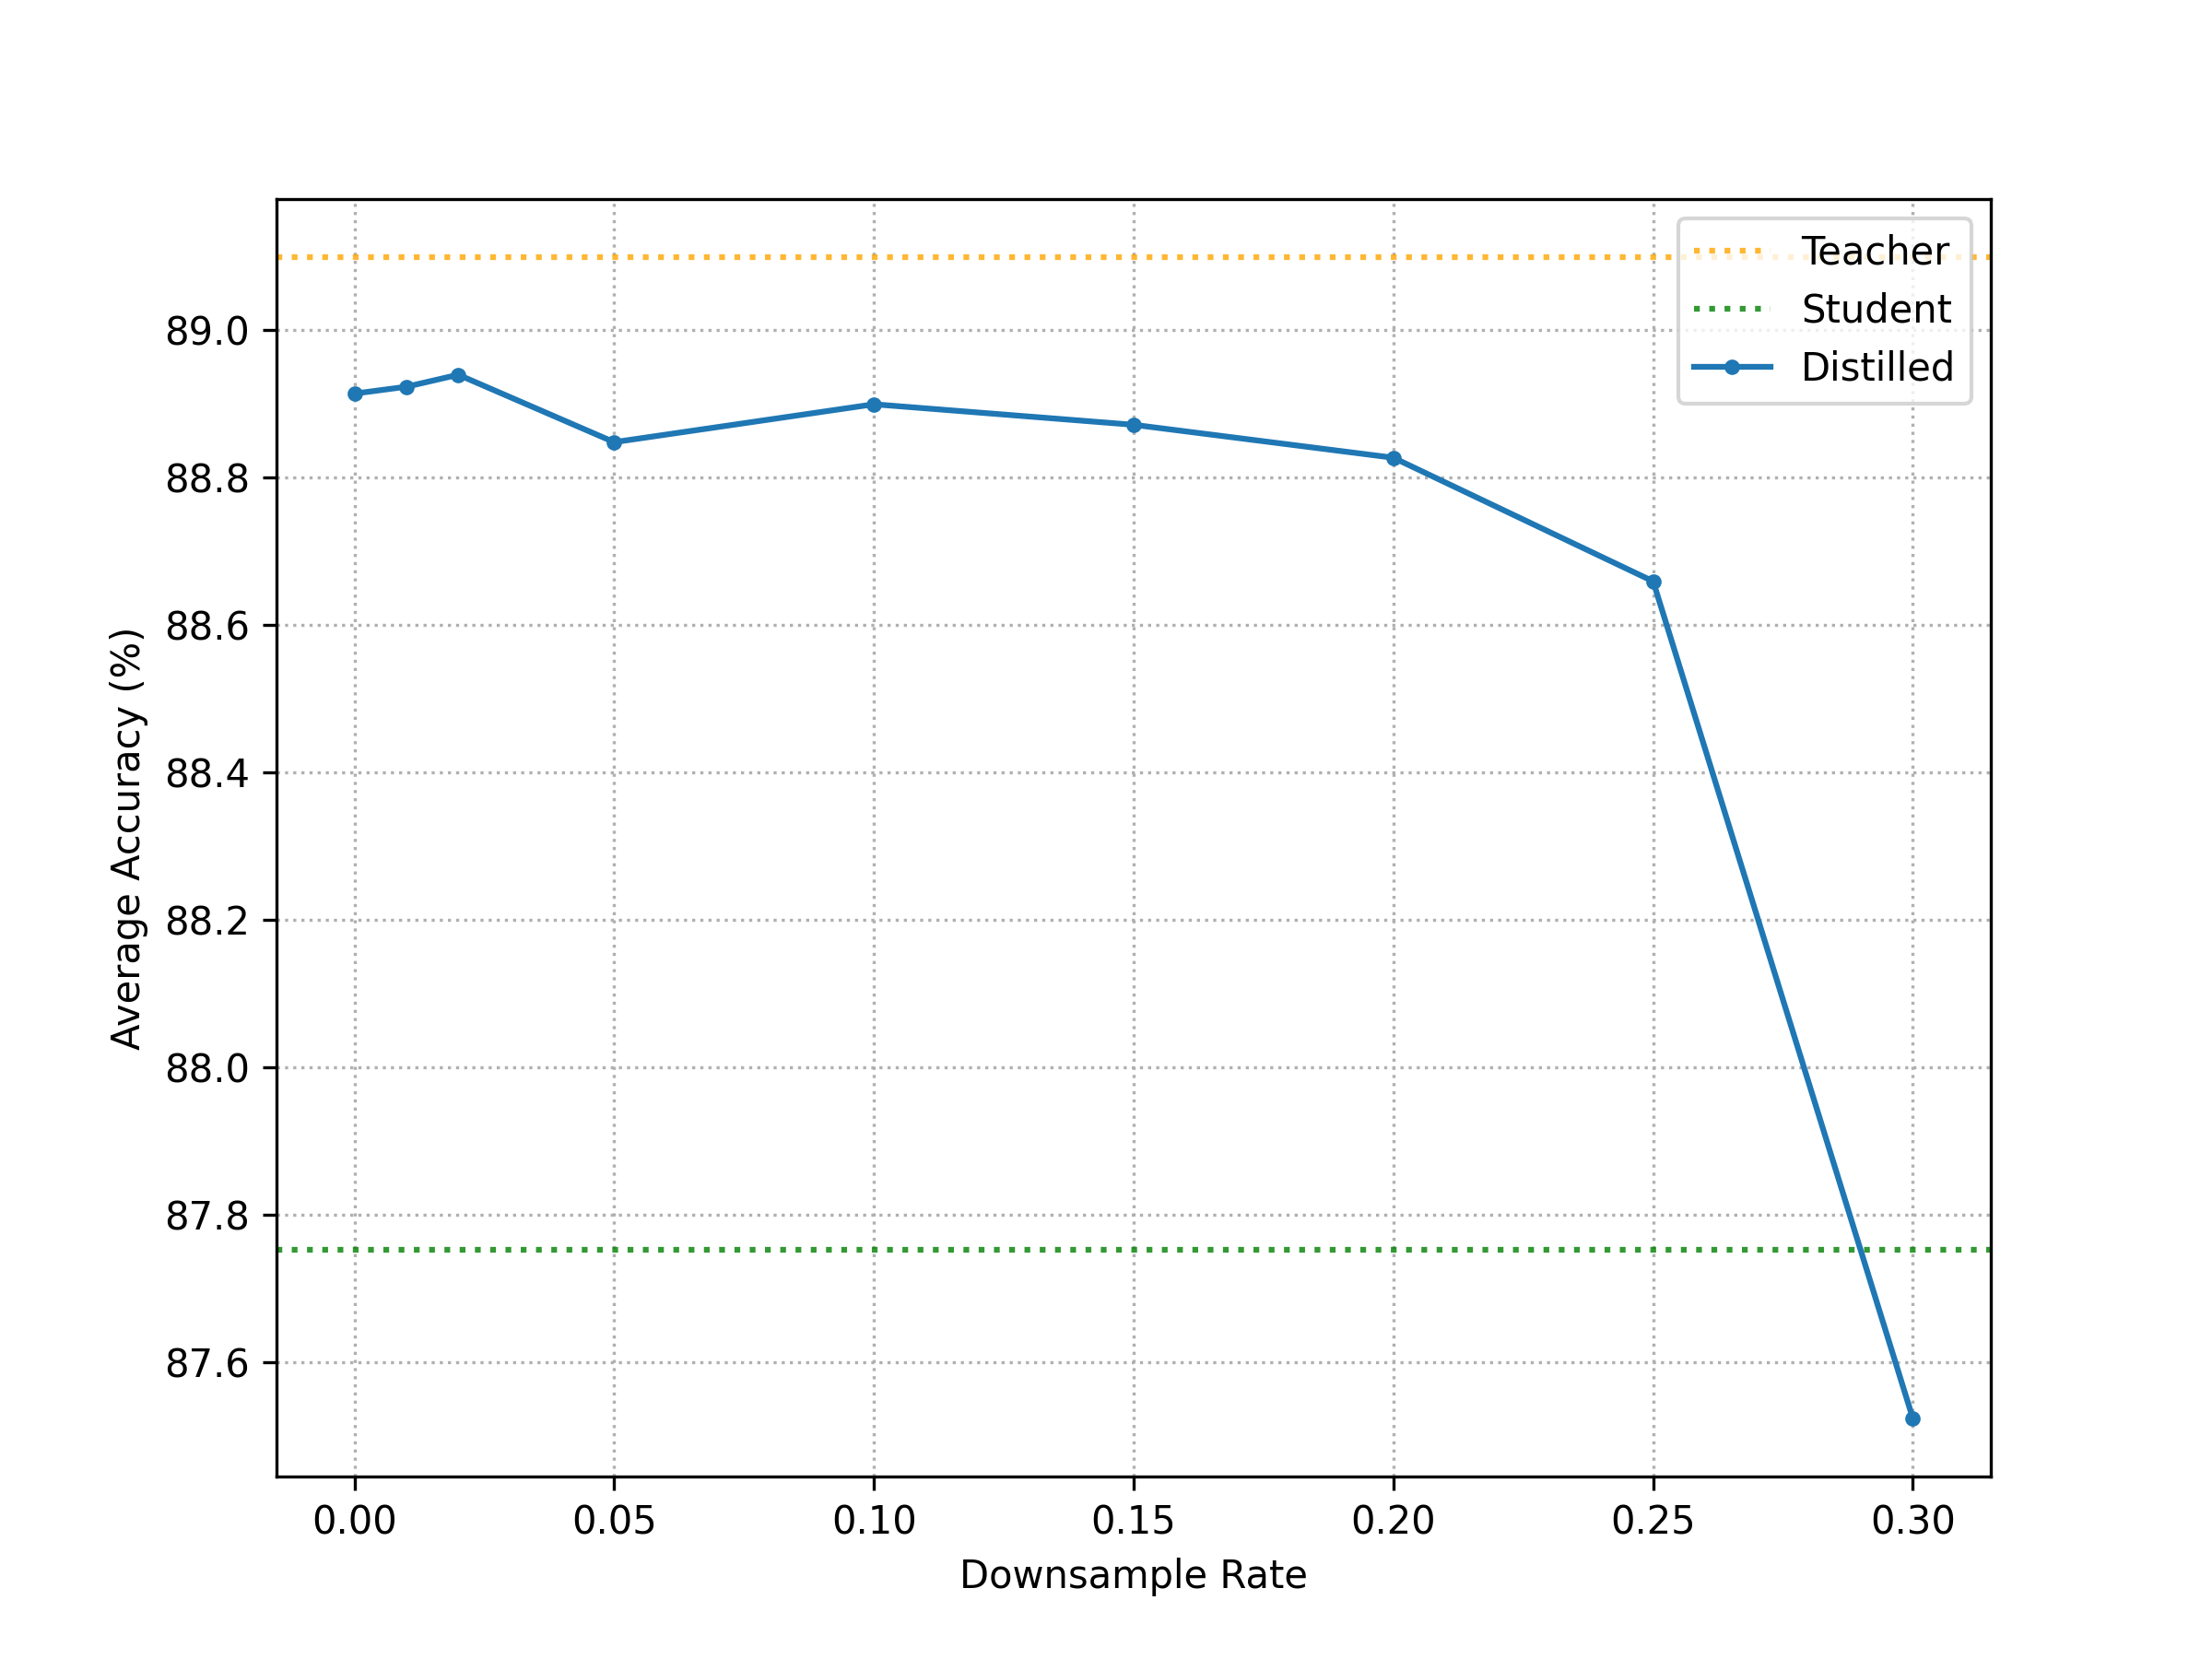 Teacher
Student
Distilled
89.0
88.8
88.6
88.4
88.2
88.0
87.8
87.6
Average Accuracy (%)
0.00 0.05 0.10 0.15 0.20 0.25 0.30
Downsample Rate